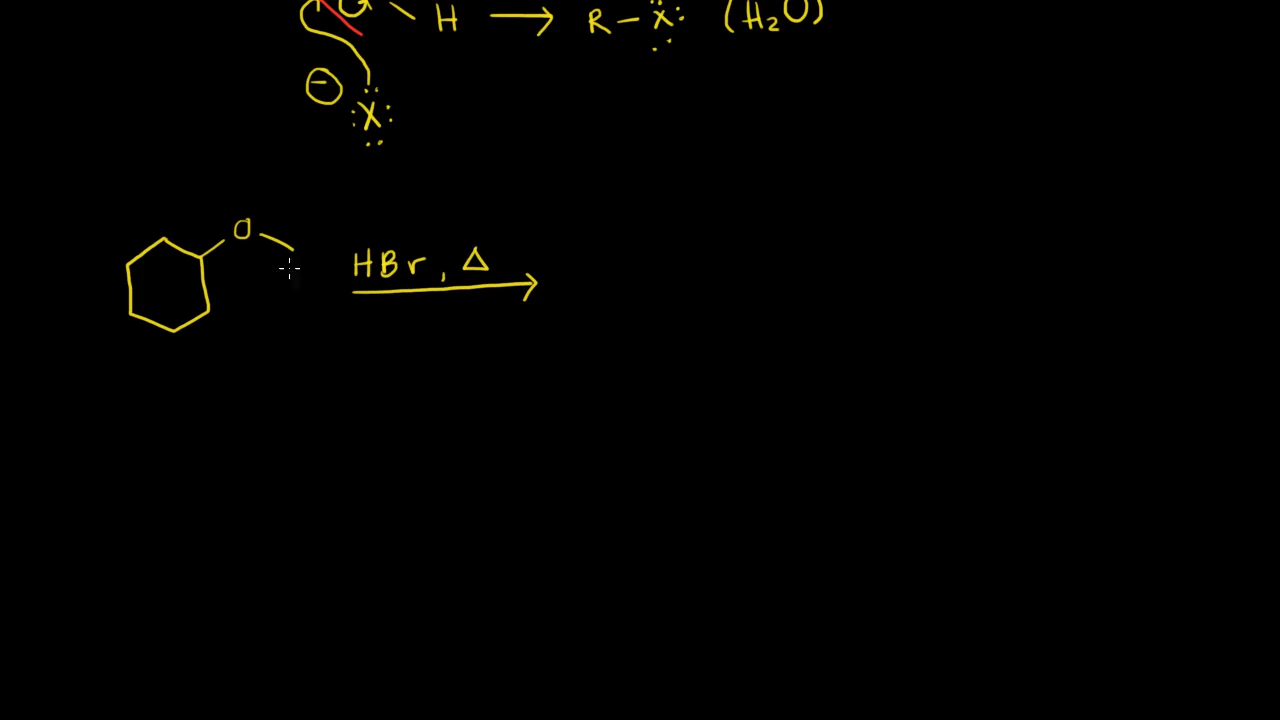 H → R – X (H₂O)
⊖
X
O
HBr, Δ